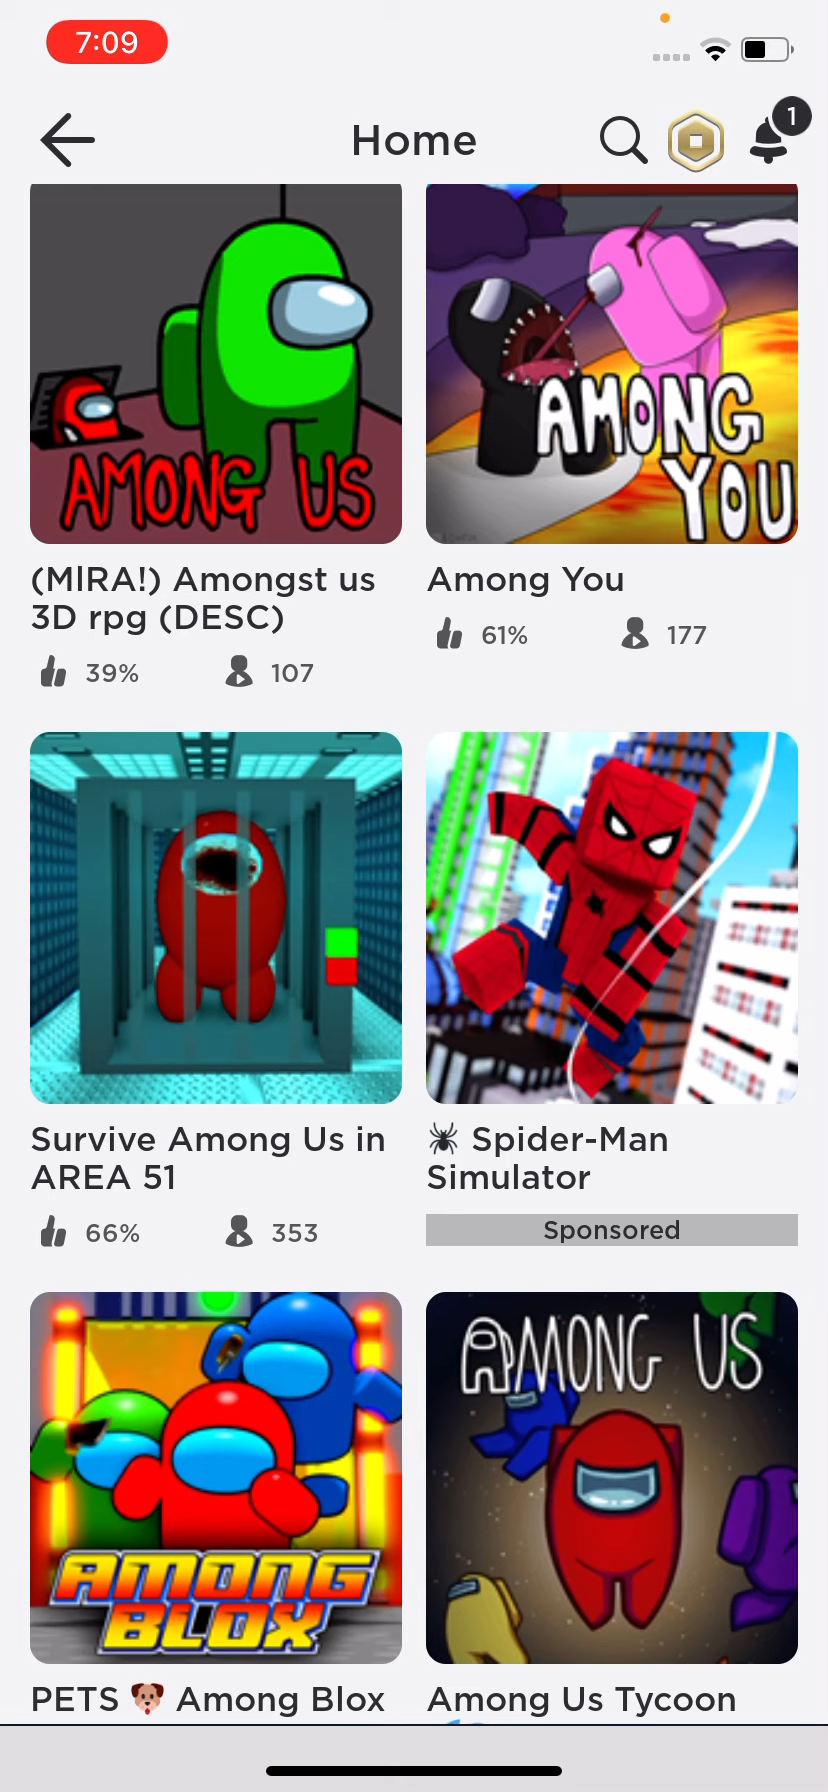 7:09
Home
1
AMONG US
AMONG
YOU
(MIRA!) Amongst us
3D rpg (DESC)
39%
107
Among You
61%
177
Survive Among Us in
AREA 51
66%
353
🕷 Spider-Man
Simulator
Sponsored
AMONG
BLOX
AMONG US
PETS 🐶 Among Blox
Among Us Tycoon